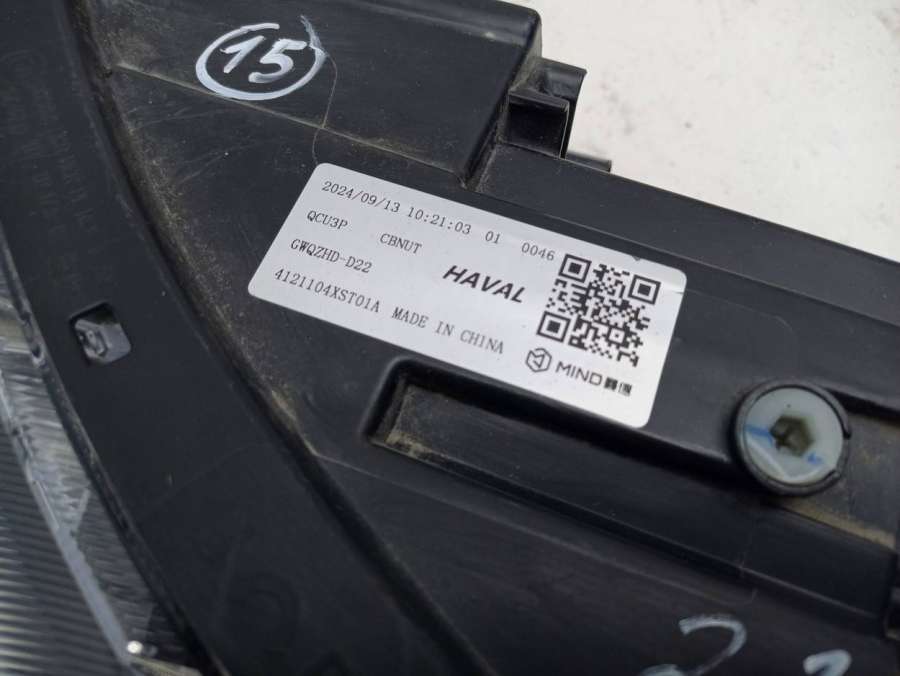 15
2024/09/13 10:21:03 01 0046
QCU3P CBNUT
GWQZHD-D22
HAVAL
4121104XST01A MADE IN CHINA
MIND
2